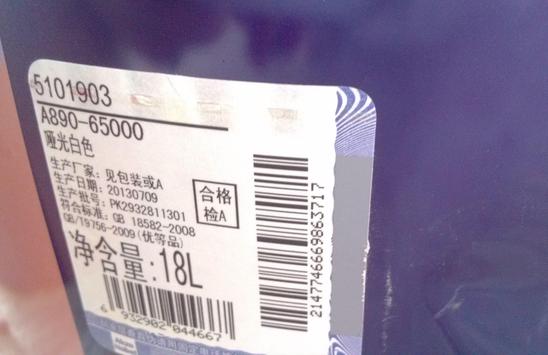 5101903
A890-65000
哑光白色
生产厂家：见包装或A
生产日期：20130709
生产批号：PK2932811301
符合标准：GB 18582-2008
GB/T9756-2009(优等品)
合格
检A
净含量：18L
6 932902 044667
21477466698863717